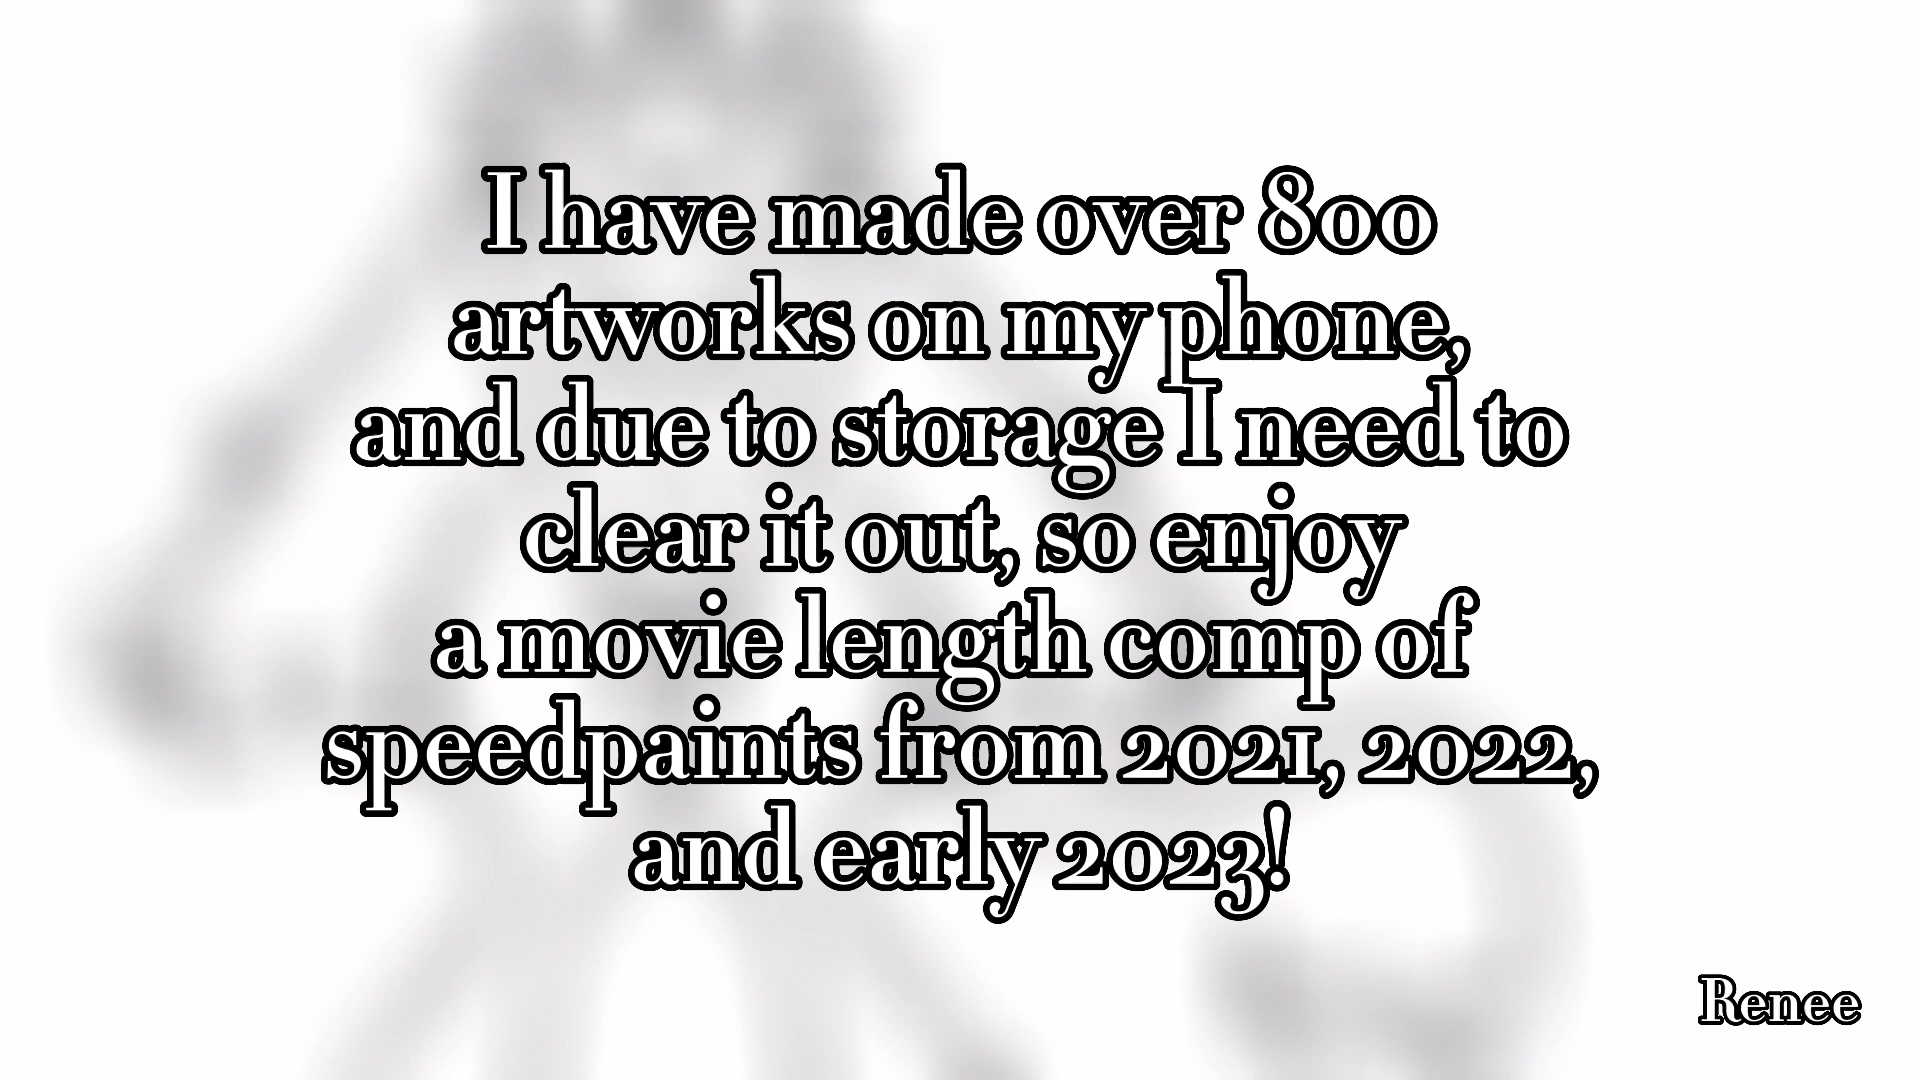 I have made over 800
artworks on my phone,
and due to storage I need to
clear it out, so enjoy
a movie length comp of
speedpaints from 2021, 2022,
and early 2023!
Renee